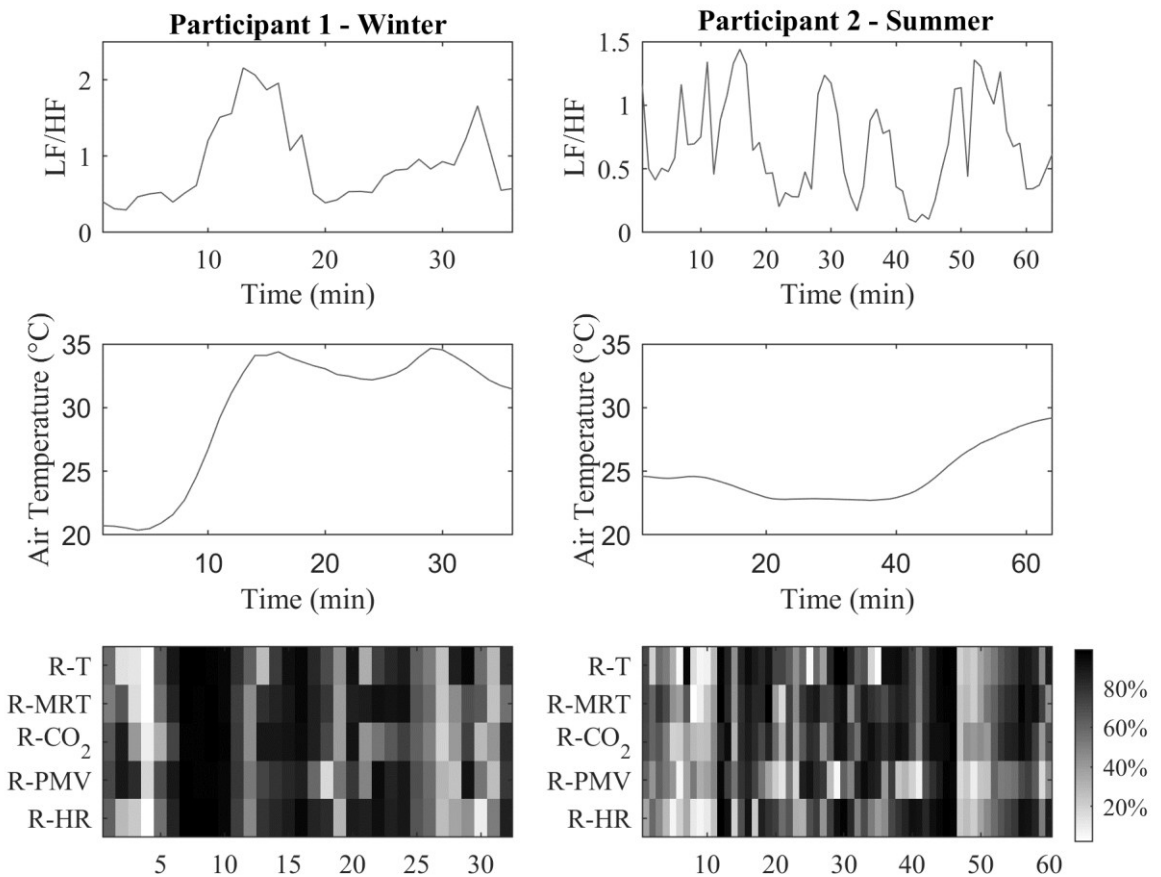 Participant 1 - Winter
LF/HF
2
1
0
10
20
30
Time (min)
Participant 2 - Summer
LF/HF
1.5
1
0.5
0
10
20
30
40
50
60
Time (min)
Air Temperature (°C)
35
30
25
20
10
20
30
Time (min)
Air Temperature (°C)
35
30
25
20
20
40
60
Time (min)
R-T
R-MRT
R-CO₂
R-PMV
R-HR
5
10
15
20
25
30
R-T
R-MRT
R-CO₂
R-PMV
R-HR
10
20
30
40
50
60
80%
60%
40%
20%